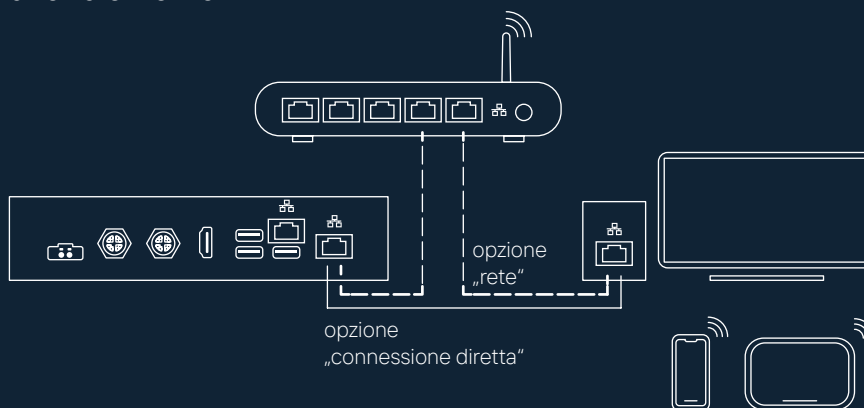 opzione
„rete“
opzione
„connessione diretta“